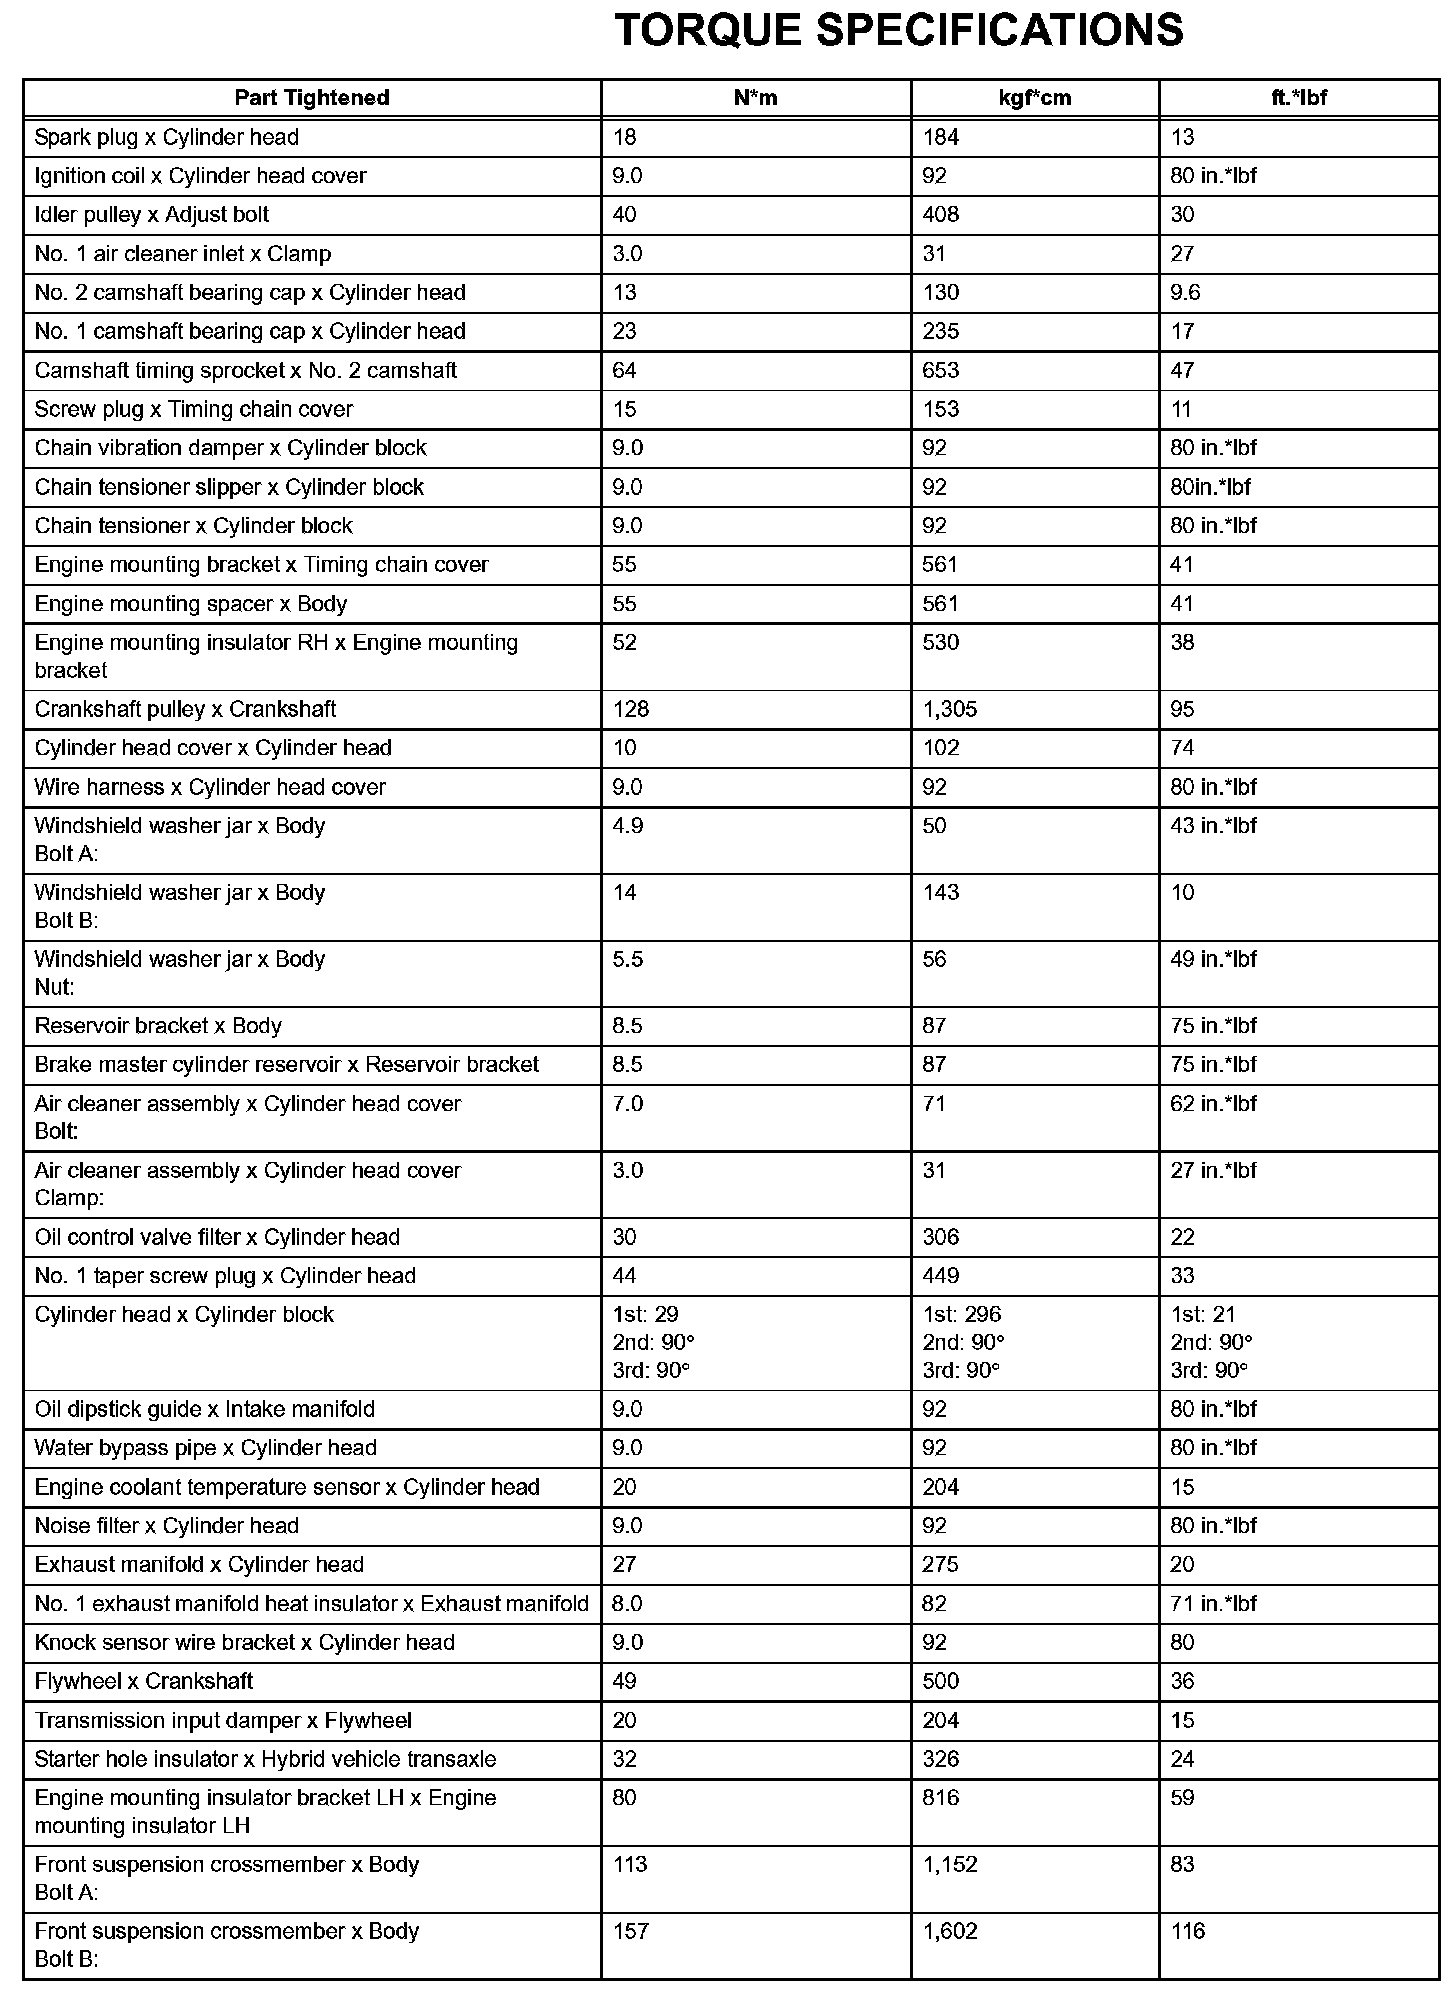 TORQUE SPECIFICATIONS
Part Tightened N*m kgf*cm ft.*lbf
Spark plug x Cylinder head 18 184 13
Ignition coil x Cylinder head cover 9.0 92 80 in.*lbf
Idler pulley x Adjust bolt 40 408 30
No. 1 air cleaner inlet x Clamp 3.0 31 27
No. 2 camshaft bearing cap x Cylinder head 13 130 9.6
No. 1 camshaft bearing cap x Cylinder head 23 235 17
Camshaft timing sprocket x No. 2 camshaft 64 653 47
Screw plug x Timing chain cover 15 153 11
Chain vibration damper x Cylinder block 9.0 92 80 in.*lbf
Chain tensioner slipper x Cylinder block 9.0 92 80in.*lbf
Chain tensioner x Cylinder block 9.0 92 80 in.*lbf
Engine mounting bracket x Timing chain cover 55 561 41
Engine mounting spacer x Body 55 561 41
Engine mounting insulator RH x Engine mounting 52 530 38
bracket
Crankshaft pulley x Crankshaft 128 1,305 95
Cylinder head cover x Cylinder head 10 102 74
Wire harness x Cylinder head cover 9.0 92 80 in.*lbf
Windshield washer jar x Body 4.9 50 43 in.*lbf
Bolt A:
Windshield washer jar x Body 14 143 10
Bolt B:
Windshield washer jar x Body 5.5 56 49 in.*lbf
Nut:
Reservoir bracket x Body 8.5 87 75 in.*lbf
Brake master cylinder reservoir x Reservoir bracket 8.5 87 75 in.*lbf
Air cleaner assembly x Cylinder head cover 7.0 71 62 in.*lbf
Bolt:
Air cleaner assembly x Cylinder head cover 3.0 31 27 in.*lbf
Clamp:
Oil control valve filter x Cylinder head 30 306 22
No. 1 taper screw plug x Cylinder head 44 449 33
Cylinder head x Cylinder block 1st: 29 1st: 296 1st: 21
2nd: 90° 2nd: 90° 2nd: 90°
3rd: 90° 3rd: 90° 3rd: 90°
Oil dipstick guide x Intake manifold 9.0 92 80 in.*lbf
Water bypass pipe x Cylinder head 9.0 92 80 in.*lbf
Engine coolant temperature sensor x Cylinder head 20 204 15
Noise filter x Cylinder head 9.0 92 80 in.*lbf
Exhaust manifold x Cylinder head 27 275 20
No. 1 exhaust manifold heat insulator x Exhaust manifold 8.0 82 71 in.*lbf
Knock sensor wire bracket x Cylinder head 9.0 92 80
Flywheel x Crankshaft 49 500 36
Transmission input damper x Flywheel 20 204 15
Starter hole insulator x Hybrid vehicle transaxle 32 326 24
Engine mounting insulator bracket LH x Engine 80 816 59
mounting insulator LH
Front suspension crossmember x Body 113 1,152 83
Bolt A:
Front suspension crossmember x Body 157 1,602 116
Bolt B: